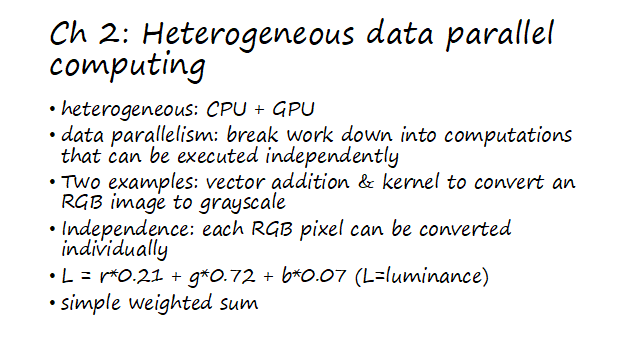 Ch 2: Heterogeneous data parallel
computing
• heterogeneous: CPU + GPU
• data parallelism: break work down into computations
that can be executed independently
• Two examples: vector addition & kernel to convert an
RGB image to grayscale
• Independence: each RGB pixel can be converted
individually
• L = r*0.21 + g*0.72 + b*0.07 (L=luminance)
• simple weighted sum